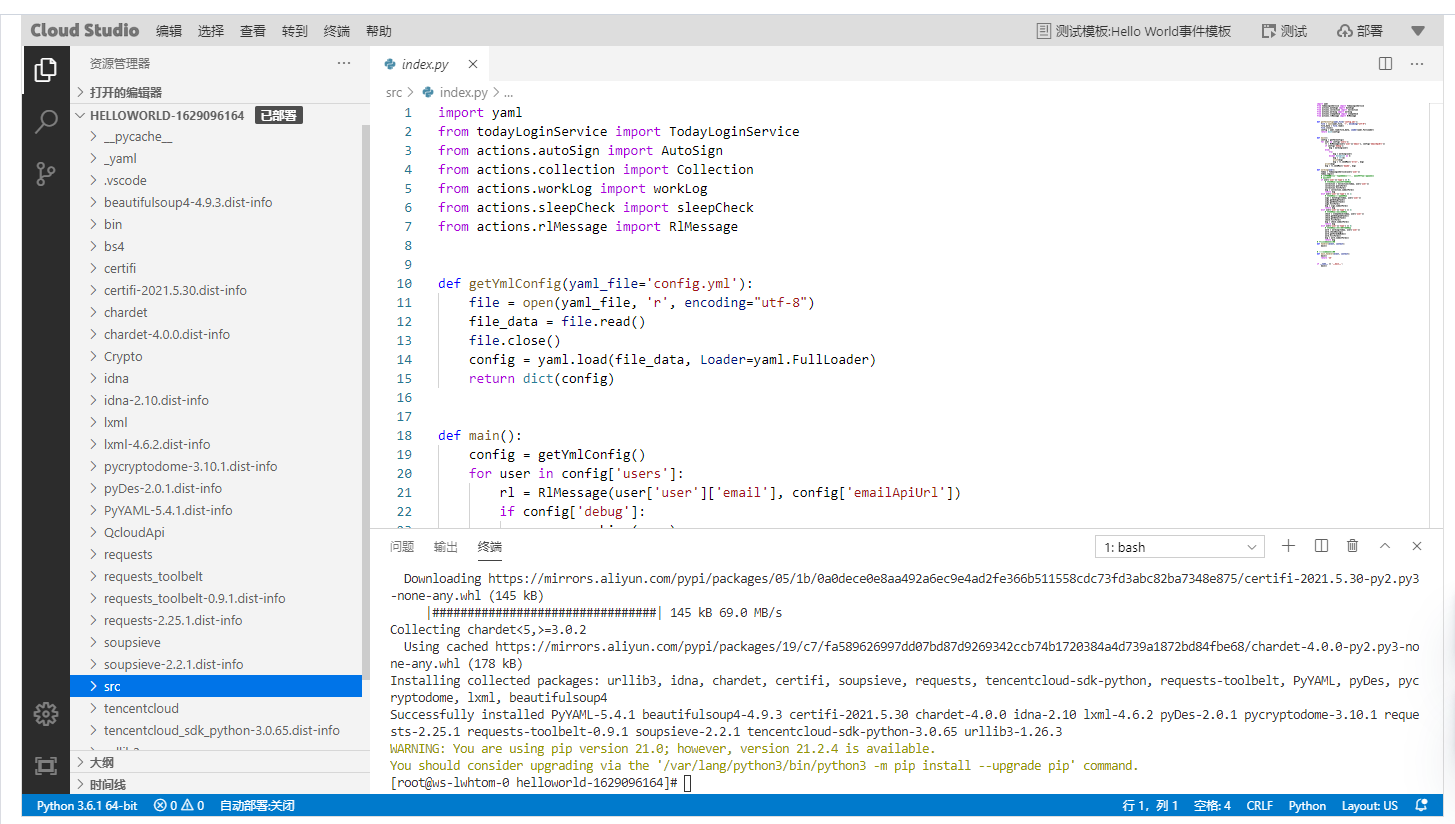 Cloud Studio 编辑 选择 查看 转到 终端 帮助 测试模板:Hello World事件模板 测试 部署
资源管理器 ···
打开的编辑器
HELLOWORLD-1629096164 已部署
__pycache__
_yaml
.vscode
beautifulsoup4-4.9.3.dist-info
bin
bs4
certifi
certifi-2021.5.30.dist-info
chardet
chardet-4.0.0.dist-info
Crypto
idna
idna-2.10.dist-info
lxml
lxml-4.6.2.dist-info
pycryptodome-3.10.1.dist-info
pyDes-2.0.1.dist-info
PyYAML-5.4.1.dist-info
QcloudApi
requests
requests_toolbelt
requests_toolbelt-0.9.1.dist-info
requests-2.25.1.dist-info
soupsieve
soupsieve-2.2.1.dist-info
src
tencentcloud
tencentcloud_sdk_python-3.0.65.dist-info
大纲
时间线
index.py
src > index.py > ...
1 import yaml
2 from todayLoginService import TodayLoginService
3 from actions.autoSign import AutoSign
4 from actions.collection import Collection
5 from actions.workLog import workLog
6 from actions.sleepCheck import sleepCheck
7 from actions.rlMessage import RlMessage
8
9
10 def getYmlConfig(yaml_file='config.yml'):
11 file = open(yaml_file, 'r', encoding="utf-8")
12 file_data = file.read()
13 file.close()
14 config = yaml.load(file_data, Loader=yaml.FullLoader)
15 return dict(config)
16
17
18 def main():
19 config = getYmlConfig()
20 for user in config['users']:
21 rl = RlMessage(user['user']['email'], config['emailApiUrl'])
22 if config['debug']:
问题 输出 终端 1: bash
Downloading https://mirrors.aliyun.com/pypi/packages/05/1b/0a0dece0e8aa492a6ec9e4ad2fe366b511558cdc73fd3abc82ba7348e875/certifi-2021.5.30-py2.py3
-none-any.whl (145 kB)
|################################| 145 kB 69.0 MB/s
Collecting chardet<5,>=3.0.2
Using cached https://mirrors.aliyun.com/pypi/packages/19/c7/fa589626997dd07bd87d9269342ccb74b1720384a4d739a1872bd84fbe68/chardet-4.0.0-py2.py3-no
ne-any.whl (178 kB)
Installing collected packages: urllib3, idna, chardet, certifi, soupsieve, requests, tencentcloud-sdk-python, requests-toolbelt, PyYAML, pyDes, pyc
ryptodome, lxml, beautifulsoup4
Successfully installed PyYAML-5.4.1 beautifulsoup4-4.9.3 certifi-2021.5.30 chardet-4.0.0 idna-2.10 lxml-4.6.2 pyDes-2.0.1 pycryptodome-3.10.1 reque
sts-2.25.1 requests-toolbelt-0.9.1 soupsieve-2.2.1 tencentcloud-sdk-python-3.0.65 urllib3-1.26.3
WARNING: You are using pip version 21.0; however, version 21.2.4 is available.
You should consider upgrading via the '/var/lang/python3/bin/python3 -m pip install --upgrade pip' command.
[root@ws-lwhtom-0 helloworld-1629096164]#
Python 3.6.1 64-bit 0 0 自动部署:关闭 行 1，列 1 空格: 4 CRLF Python Layout: US